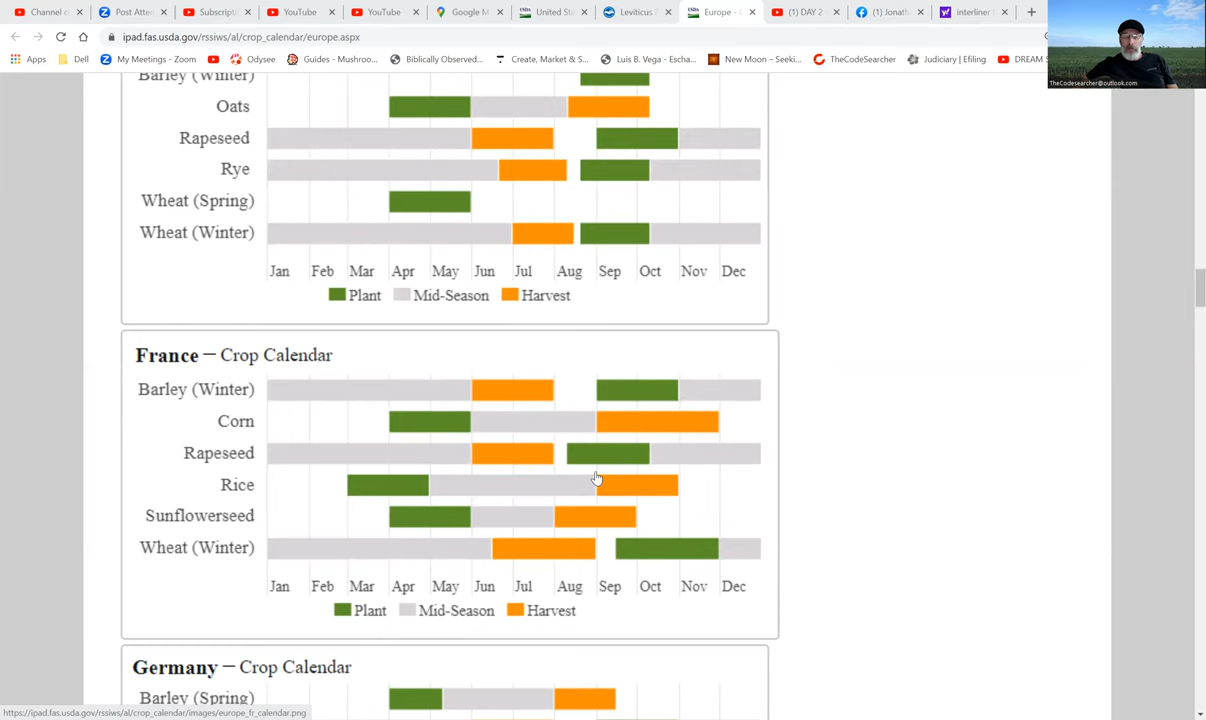 Channel c
Post Atte
Subscripti
YouTube
YouTube
Google M
United St
Leviticus
Europe -
(1) DAY 2
(1) Jonath
interliner
ipad.fas.usda.gov/rssiws/al/crop_calendar/europe.aspx
Apps
Dell
My Meetings - Zoom
Odysee
Guides - Mushroo...
Biblically Observed...
Create, Market & S...
Luis B. Vega - Escha...
New Moon – Seeki...
TheCodeSearcher
Judiciary | Efiling
DREAM S
TheCodesearcher@outlook.com
Barley (Winter)
Oats
Rapeseed
Rye
Wheat (Spring)
Wheat (Winter)
Jan Feb Mar Apr May Jun Jul Aug Sep Oct Nov Dec
Plant Mid-Season Harvest
France — Crop Calendar
Barley (Winter)
Corn
Rapeseed
Rice
Sunflowerseed
Wheat (Winter)
Jan Feb Mar Apr May Jun Jul Aug Sep Oct Nov Dec
Plant Mid-Season Harvest
Germany — Crop Calendar
Barley (Spring)
https://ipad.fas.usda.gov/rssiws/al/crop_calendar/images/europe_fr_calendar.png